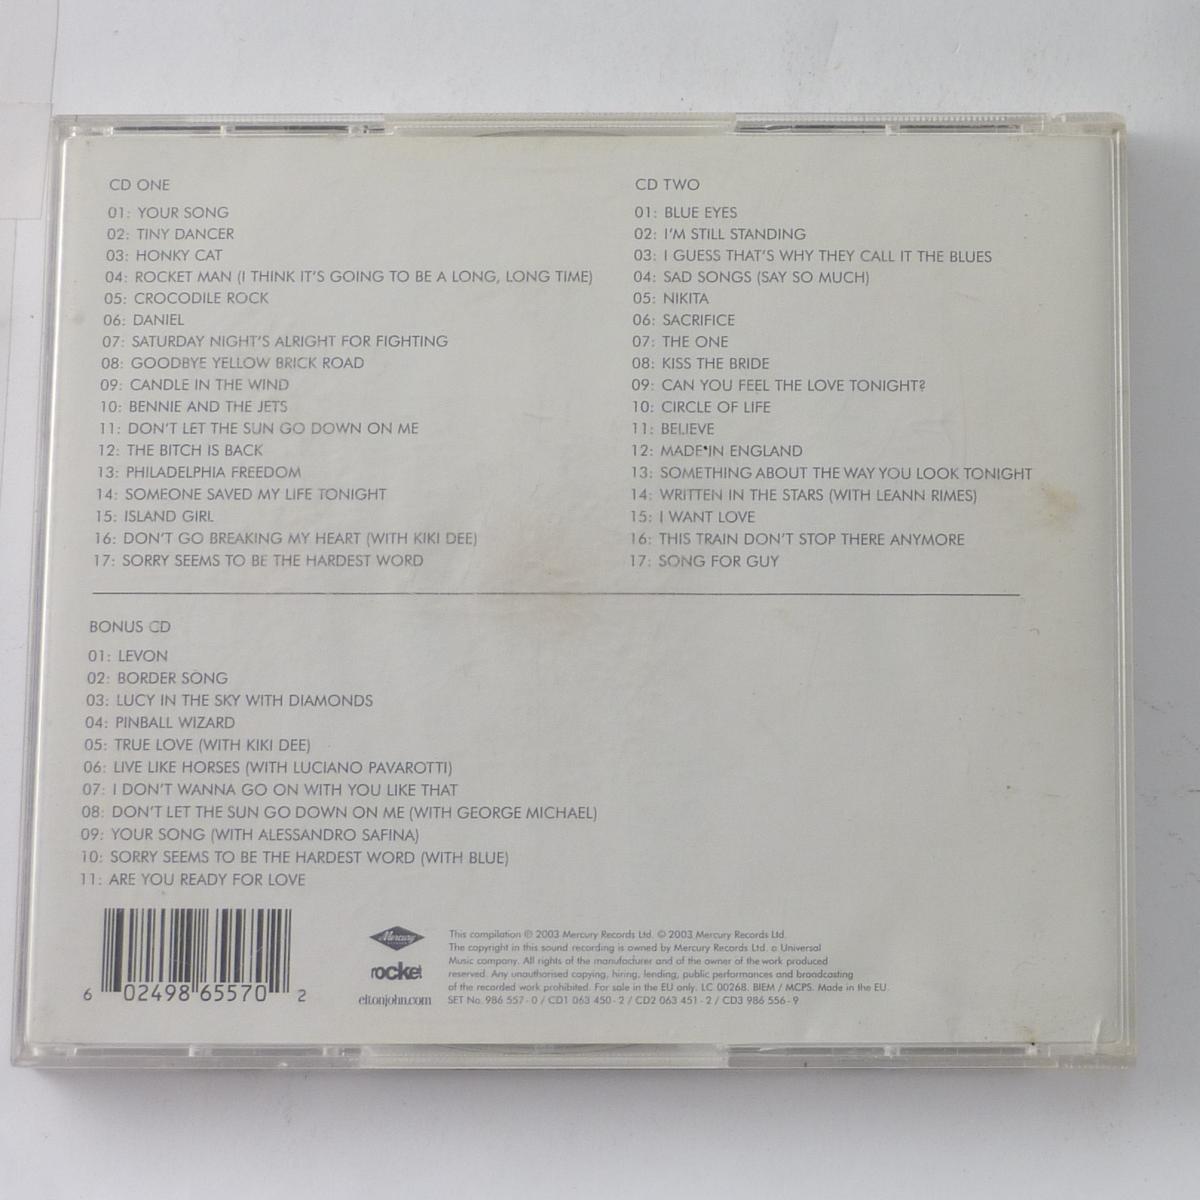 CD ONE
01: YOUR SONG
02: TINY DANCER
03: HONKY CAT
04: ROCKET MAN (I THINK IT'S GOING TO BE A LONG, LONG TIME)
05: CROCODILE ROCK
06: DANIEL
07: SATURDAY NIGHT'S ALRIGHT FOR FIGHTING
08: GOODBYE YELLOW BRICK ROAD
09: CANDLE IN THE WIND
10: BENNIE AND THE JETS
11: DON'T LET THE SUN GO DOWN ON ME
12: THE BITCH IS BACK
13: PHILADELPHIA FREEDOM
14: SOMEONE SAVED MY LIFE TONIGHT
15: ISLAND GIRL
16: DON'T GO BREAKING MY HEART (WITH KIKI DEE)
17: SORRY SEEMS TO BE THE HARDEST WORD
CD TWO
01: BLUE EYES
02: I'M STILL STANDING
03: I GUESS THAT'S WHY THEY CALL IT THE BLUES
04: SAD SONGS (SAY SO MUCH)
05: NIKITA
06: SACRIFICE
07: THE ONE
08: KISS THE BRIDE
09: CAN YOU FEEL THE LOVE TONIGHT?
10: CIRCLE OF LIFE
11: BELIEVE
12: MADE IN ENGLAND
13: SOMETHING ABOUT THE WAY YOU LOOK TONIGHT
14: WRITTEN IN THE STARS (WITH LEANN RIMES)
15: I WANT LOVE
16: THIS TRAIN DON'T STOP THERE ANYMORE
17: SONG FOR GUY
BONUS CD
01: LEVON
02: BORDER SONG
03: LUCY IN THE SKY WITH DIAMONDS
04: PINBALL WIZARD
05: TRUE LOVE (WITH KIKI DEE)
06: LIVE LIKE HORSES (WITH LUCIANO PAVAROTTI)
07: I DON'T WANNA GO ON WITH YOU LIKE THAT
08: DON'T LET THE SUN GO DOWN ON ME (WITH GEORGE MICHAEL)
09: YOUR SONG (WITH ALESSANDRO SAFINA)
10: SORRY SEEMS TO BE THE HARDEST WORD (WITH BLUE)
11: ARE YOU READY FOR LOVE
6 02498 65570 2
Mercury
rocket
eltonjohn.com
This compilation ℗ 2003 Mercury Records Ltd. © 2003 Mercury Records Ltd.
The copyright in this sound recording is owned by Mercury Records Ltd. a Universal
Music company. All rights of the manufacturer and of the owner of the work produced
reserved. Any unauthorised copying, hiring, lending, public performances and broadcasting
of the recorded work prohibited. For sale in the EU only. LC 00268. BIEM / MCPS. Made in the EU.
SET No. 986 557-0 / CD1 063 450-2 / CD2 063 451-2 / CD3 986 556-9